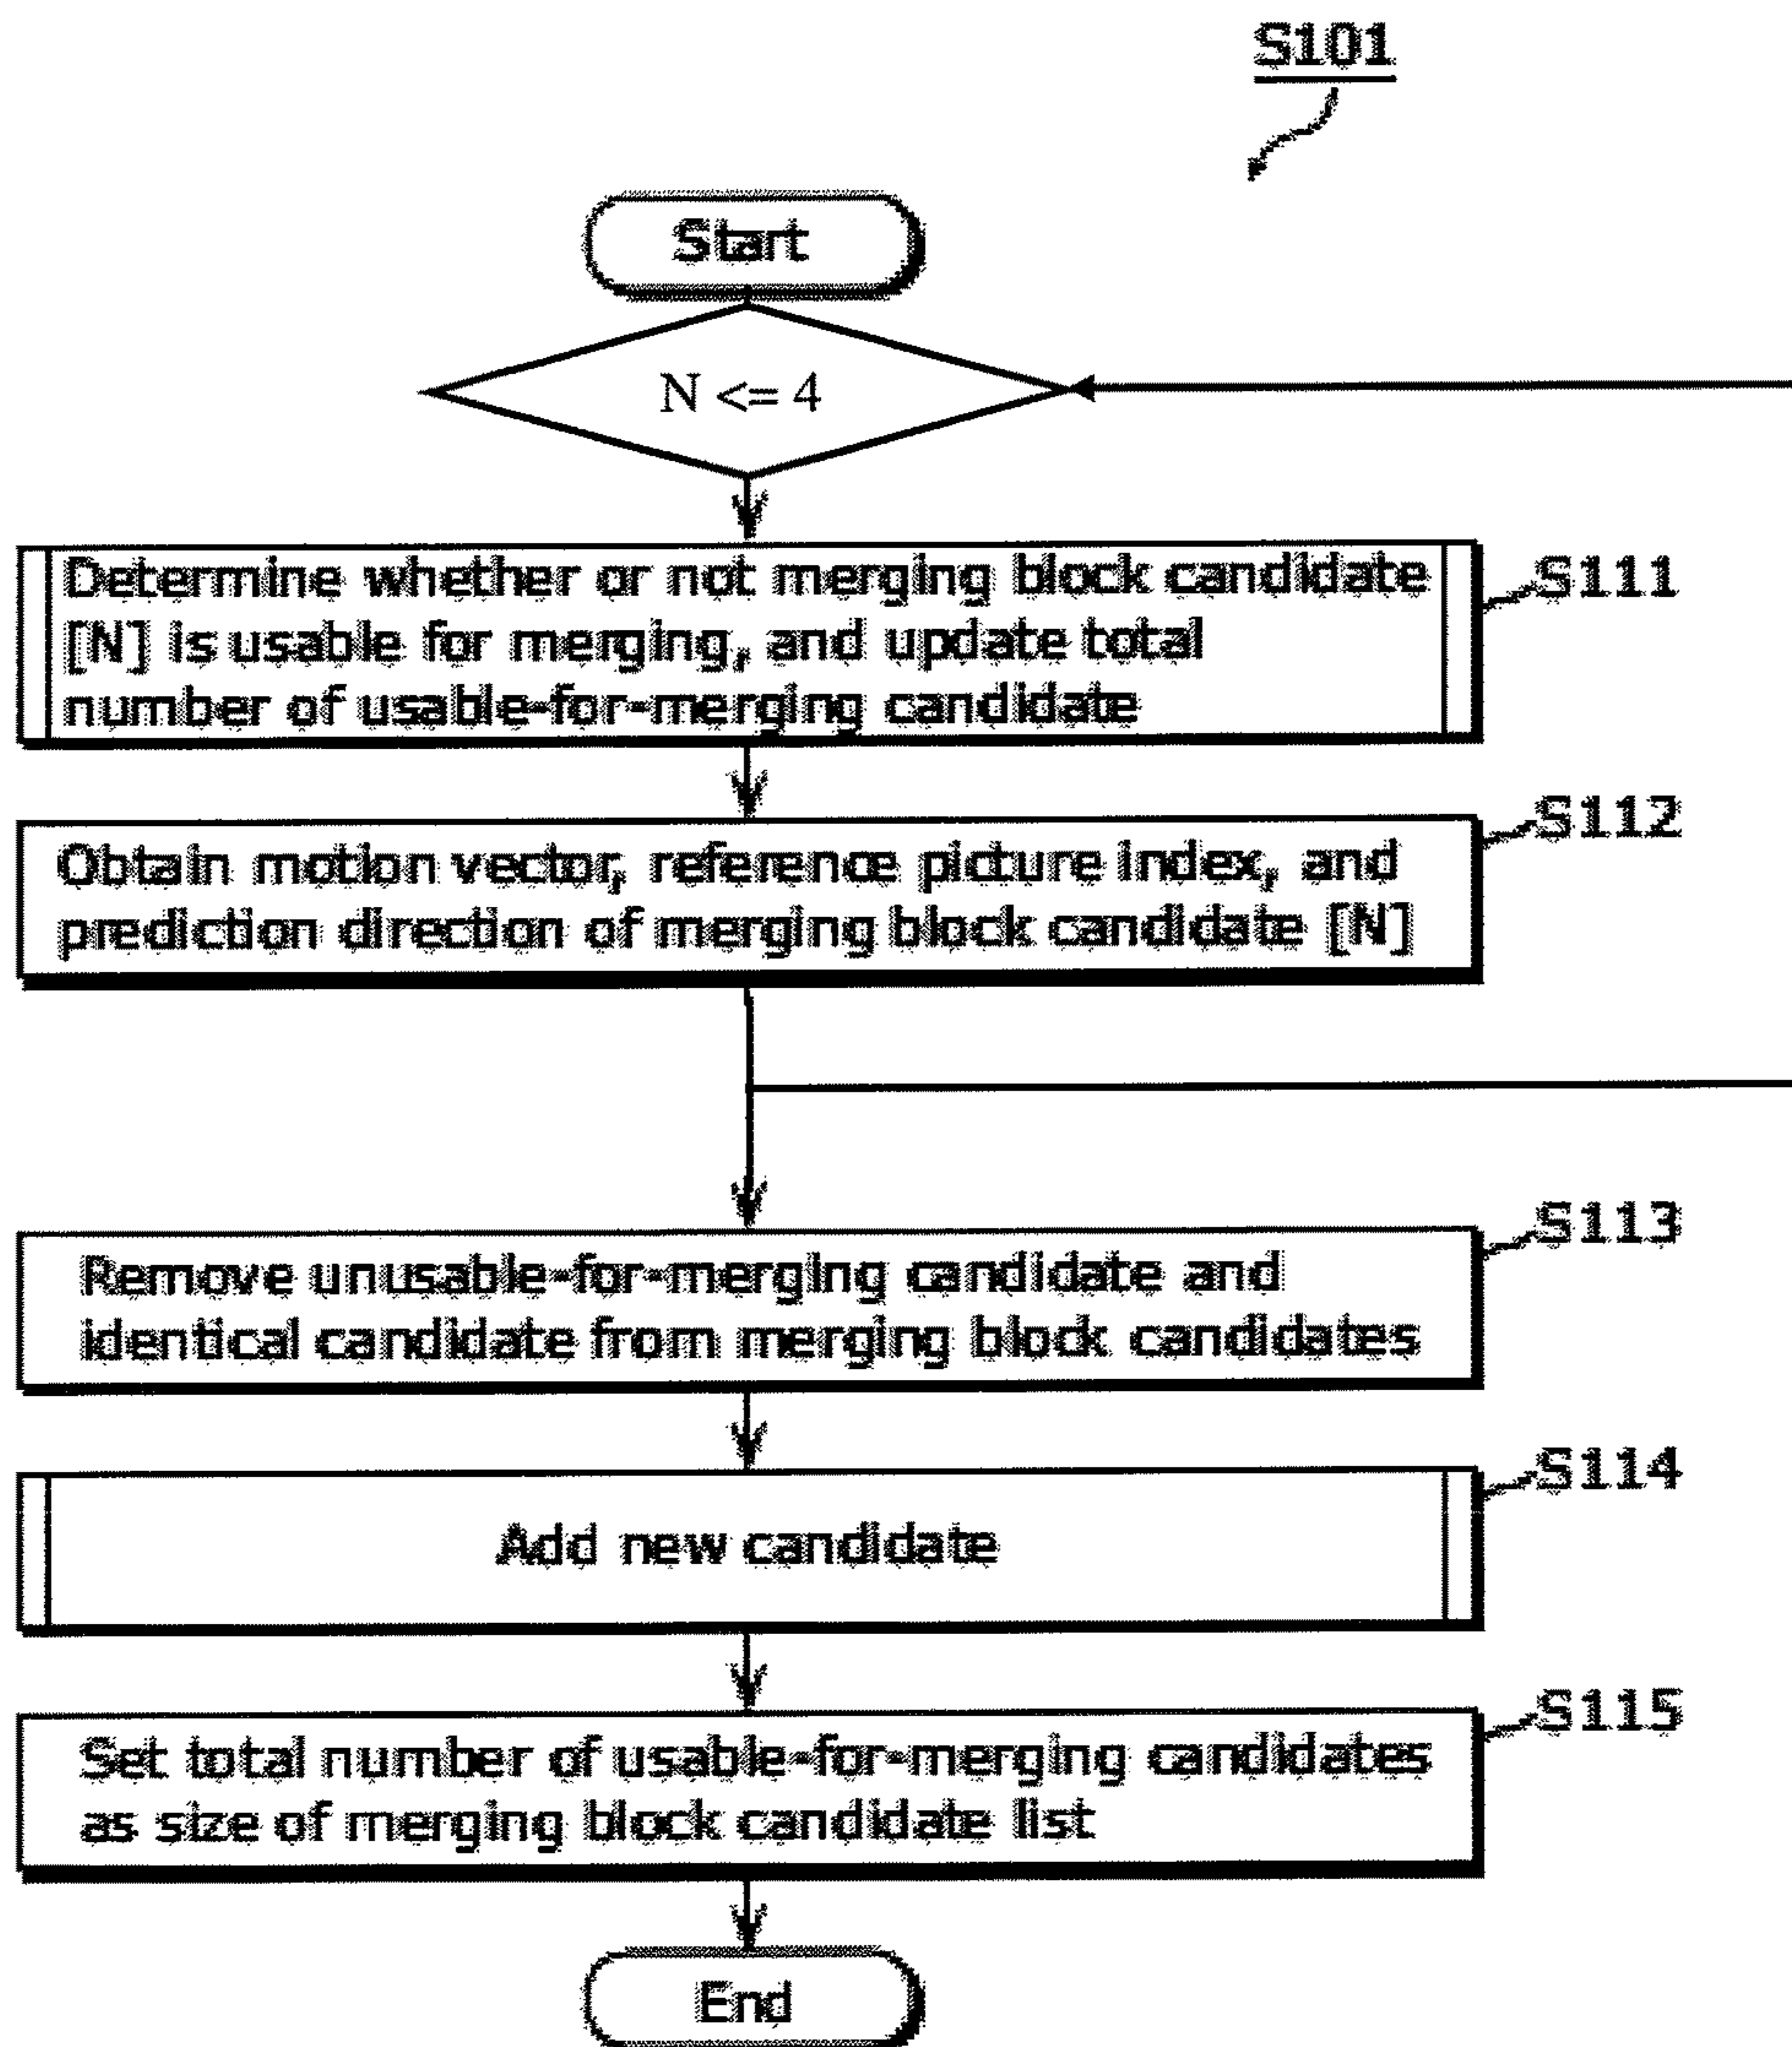 S101
Start
N <= 4
Determine whether or not merging block candidate
[N] is usable for merging, and update total
number of usable-for-merging candidate
S111
Obtain motion vector, reference picture index, and
prediction direction of merging block candidate [N]
S112
Remove unusable-for-merging candidate and
identical candidate from merging block candidates
S113
Add new candidate
S114
Set total number of usable-for-merging candidates
as size of merging block candidate list
S115
End